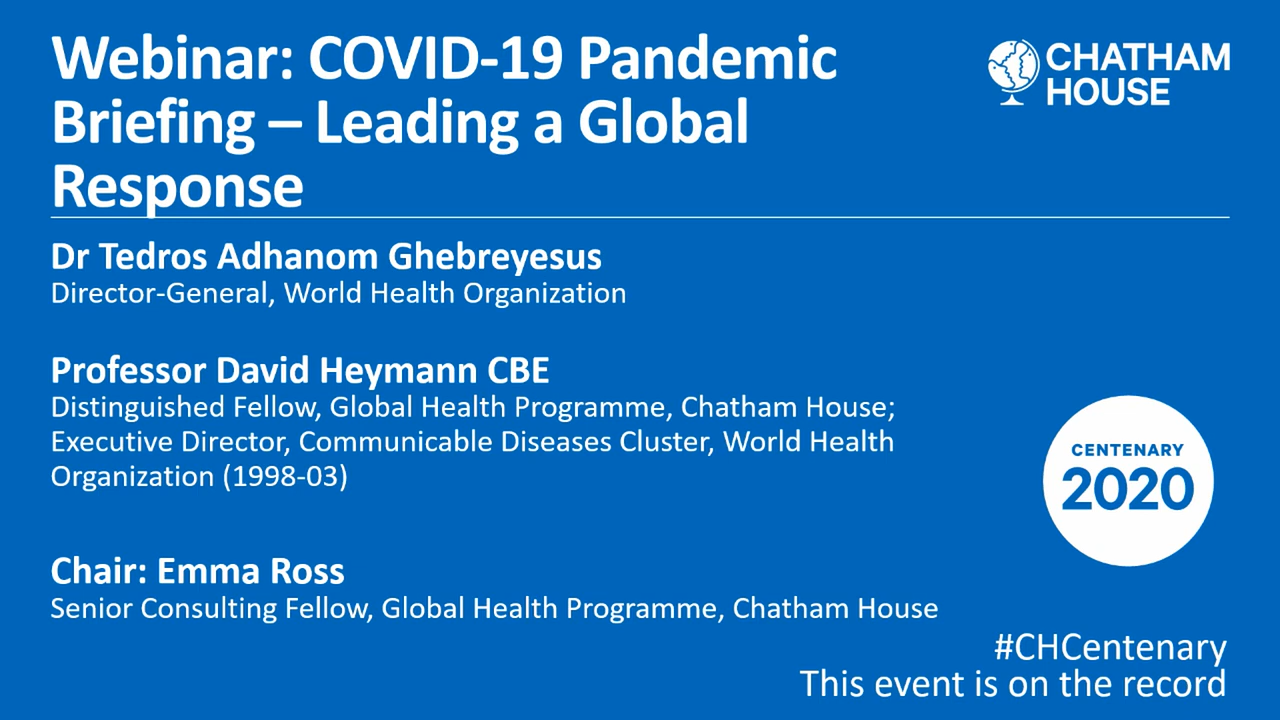 Webinar: COVID-19 Pandemic
Briefing – Leading a Global
Response
CHATHAM
HOUSE
Dr Tedros Adhanom Ghebreyesus
Director-General, World Health Organization
Professor David Heymann CBE
Distinguished Fellow, Global Health Programme, Chatham House;
Executive Director, Communicable Diseases Cluster, World Health
Organization (1998-03)
CENTENARY
2020
Chair: Emma Ross
Senior Consulting Fellow, Global Health Programme, Chatham House
#CHCentenary
This event is on the record